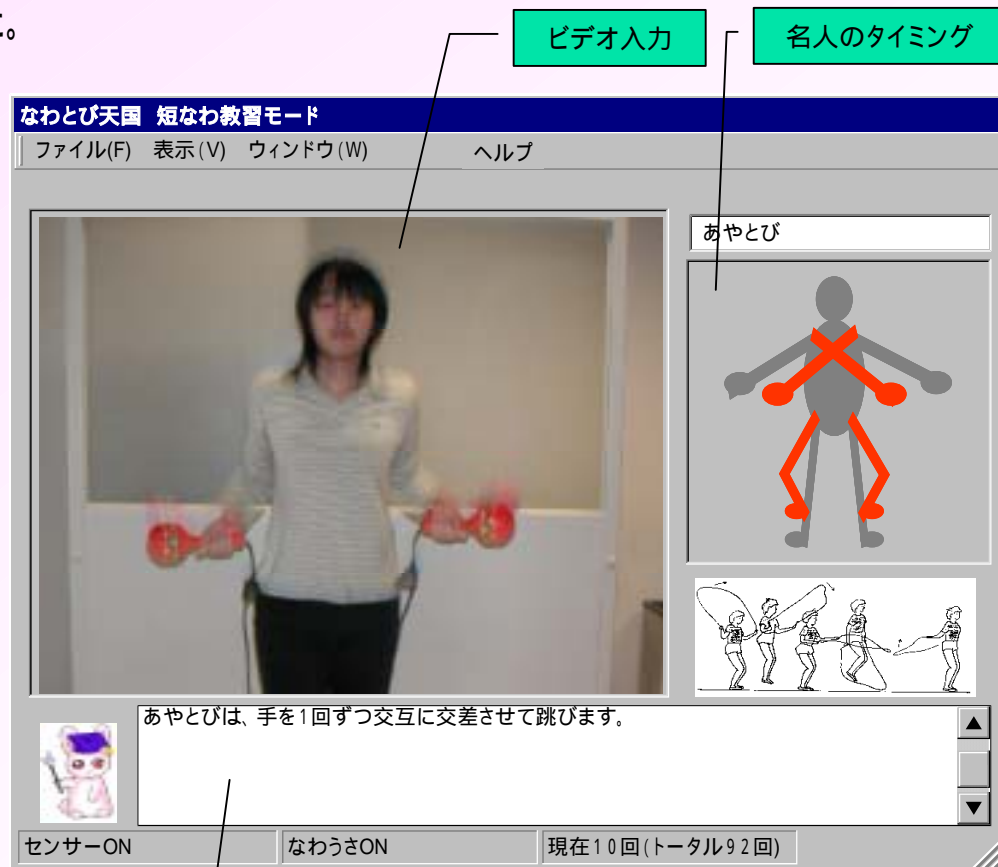 こ。
ビデオ入力
名人のタイミング
なわとび天国 短なわ教習モード
ファイル(F) 表示(V) ウィンドウ(W) ヘルプ
あやとび
あやとびは、手を1回ずつ交互に交差させて跳びます。
センサーON
なわうさON
現在10回(トータル92回)